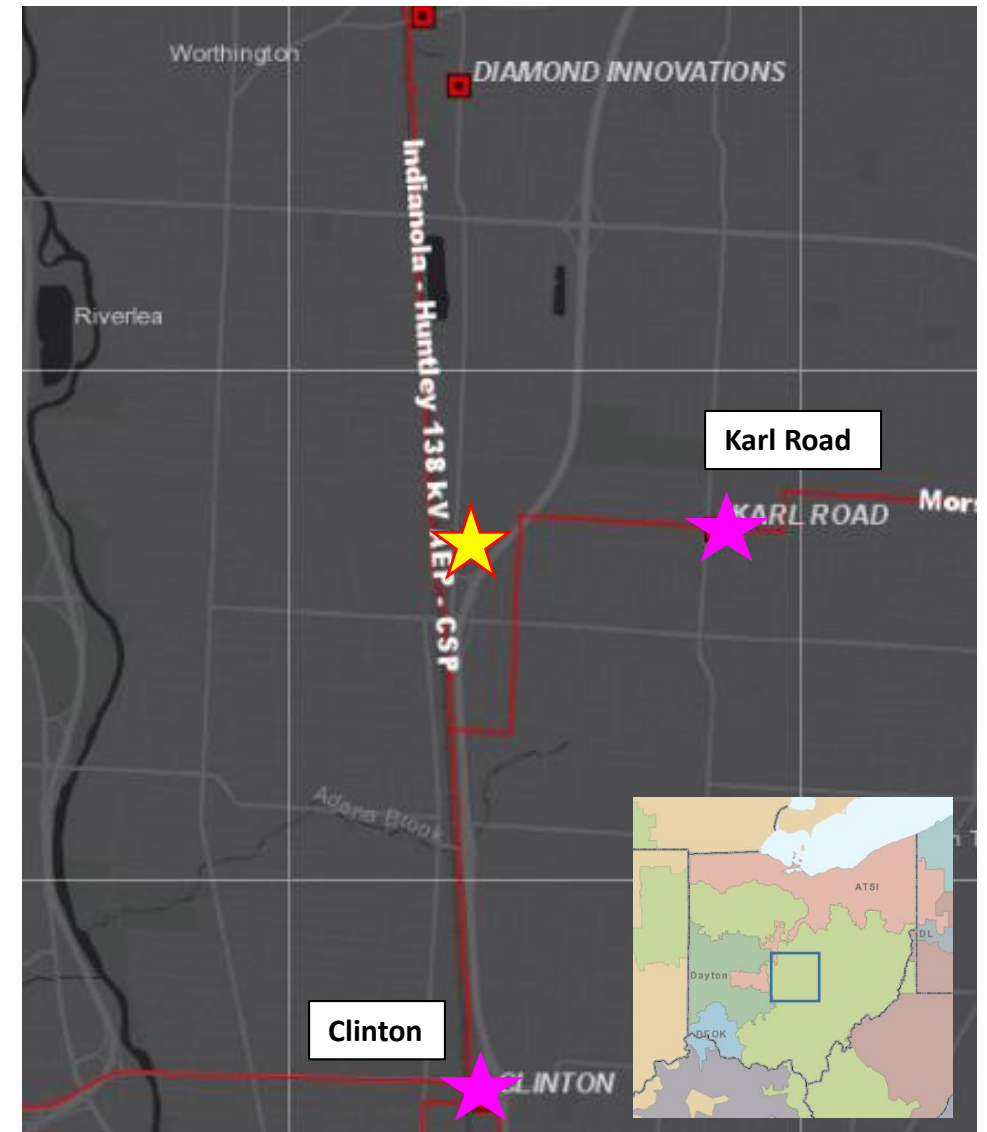 Worthington
DIAMOND INNOVATIONS
Indianola - Huntley 138 kV AEP - CSP
Riverlea
Karl Road
KARL ROAD
Mors
Adena Brook
Clinton
CLINTON
ATSI
DL
Dayton
DEOK